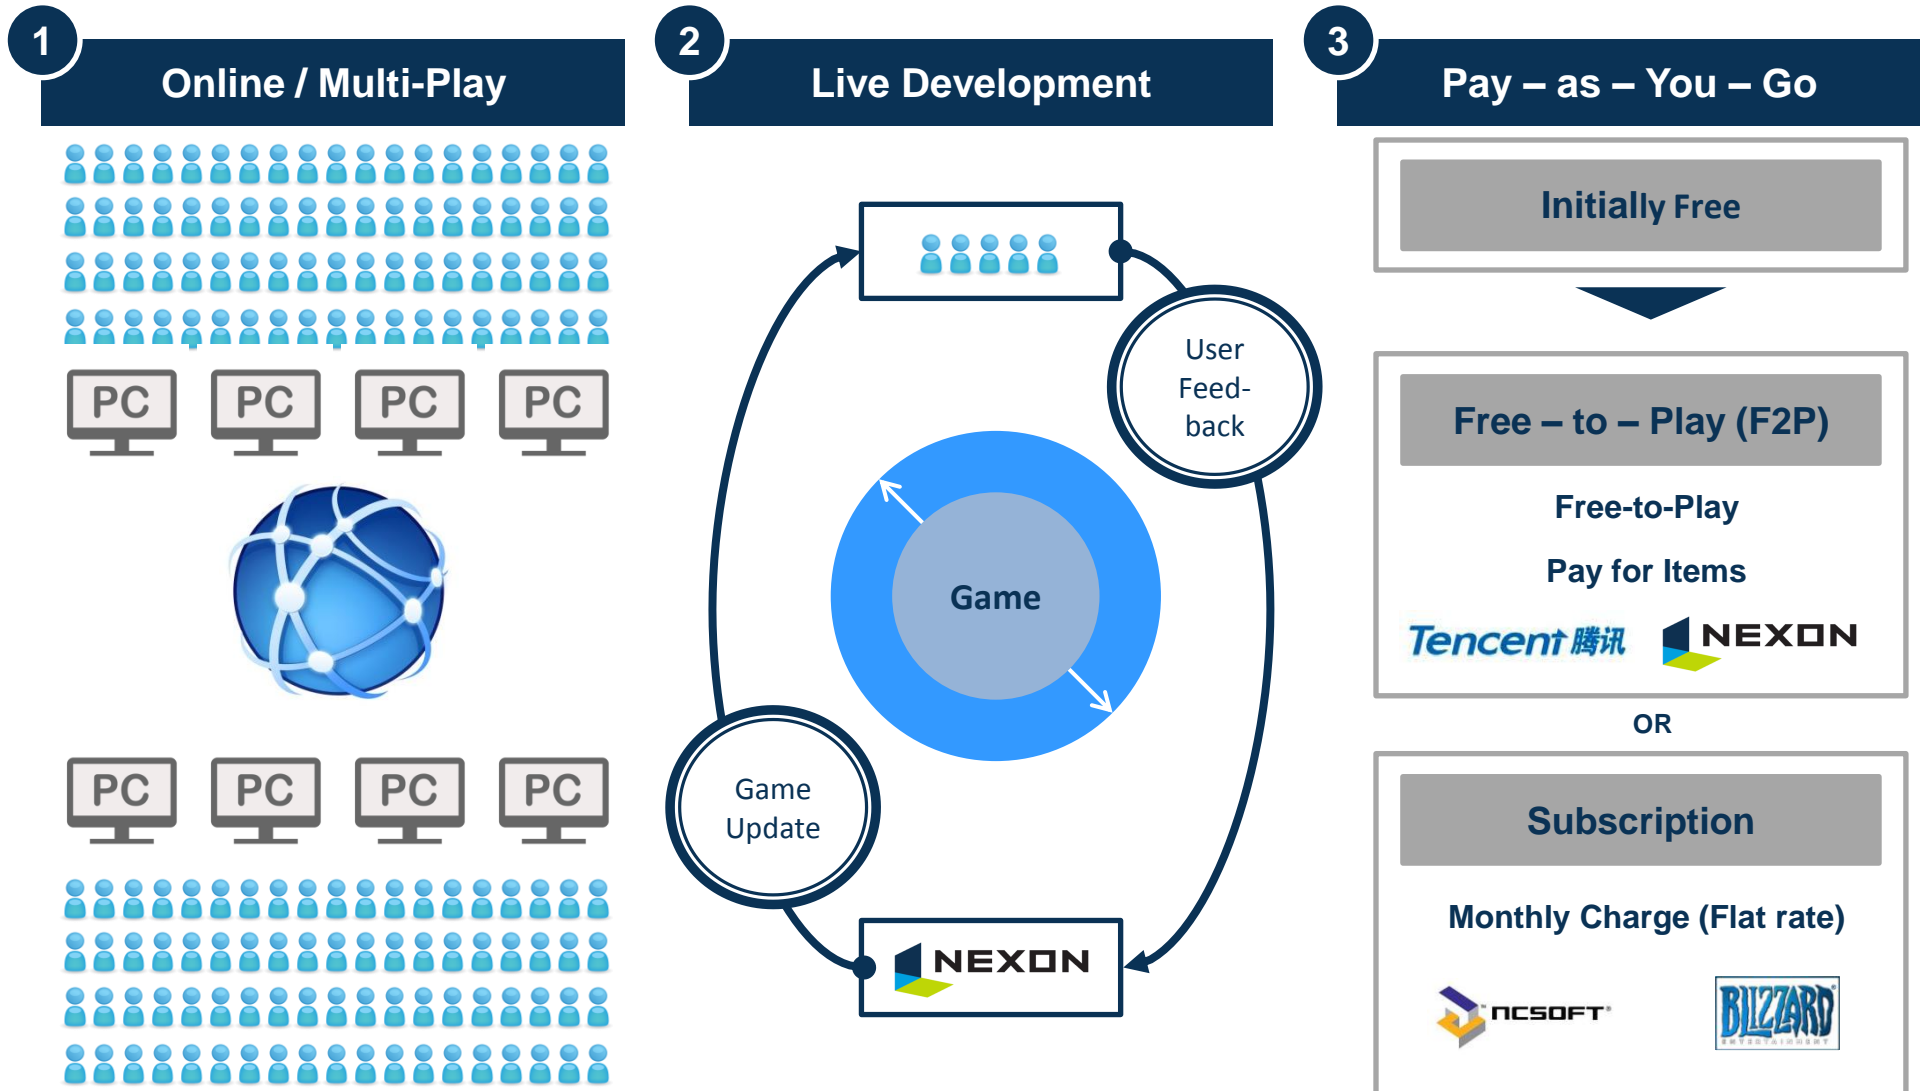 1
Online / Multi-Play
PC PC PC PC
PC PC PC PC
2
Live Development
User
Feed-
back
Game
Game
Update
NEXON
3
Pay – as – You – Go
Initially Free
Free – to – Play (F2P)
Free-to-Play
Pay for Items
Tencent 腾讯 NEXON
OR
Subscription
Monthly Charge (Flat rate)
NCSOFT® BLIZZARD®
ENTERTAINMENT